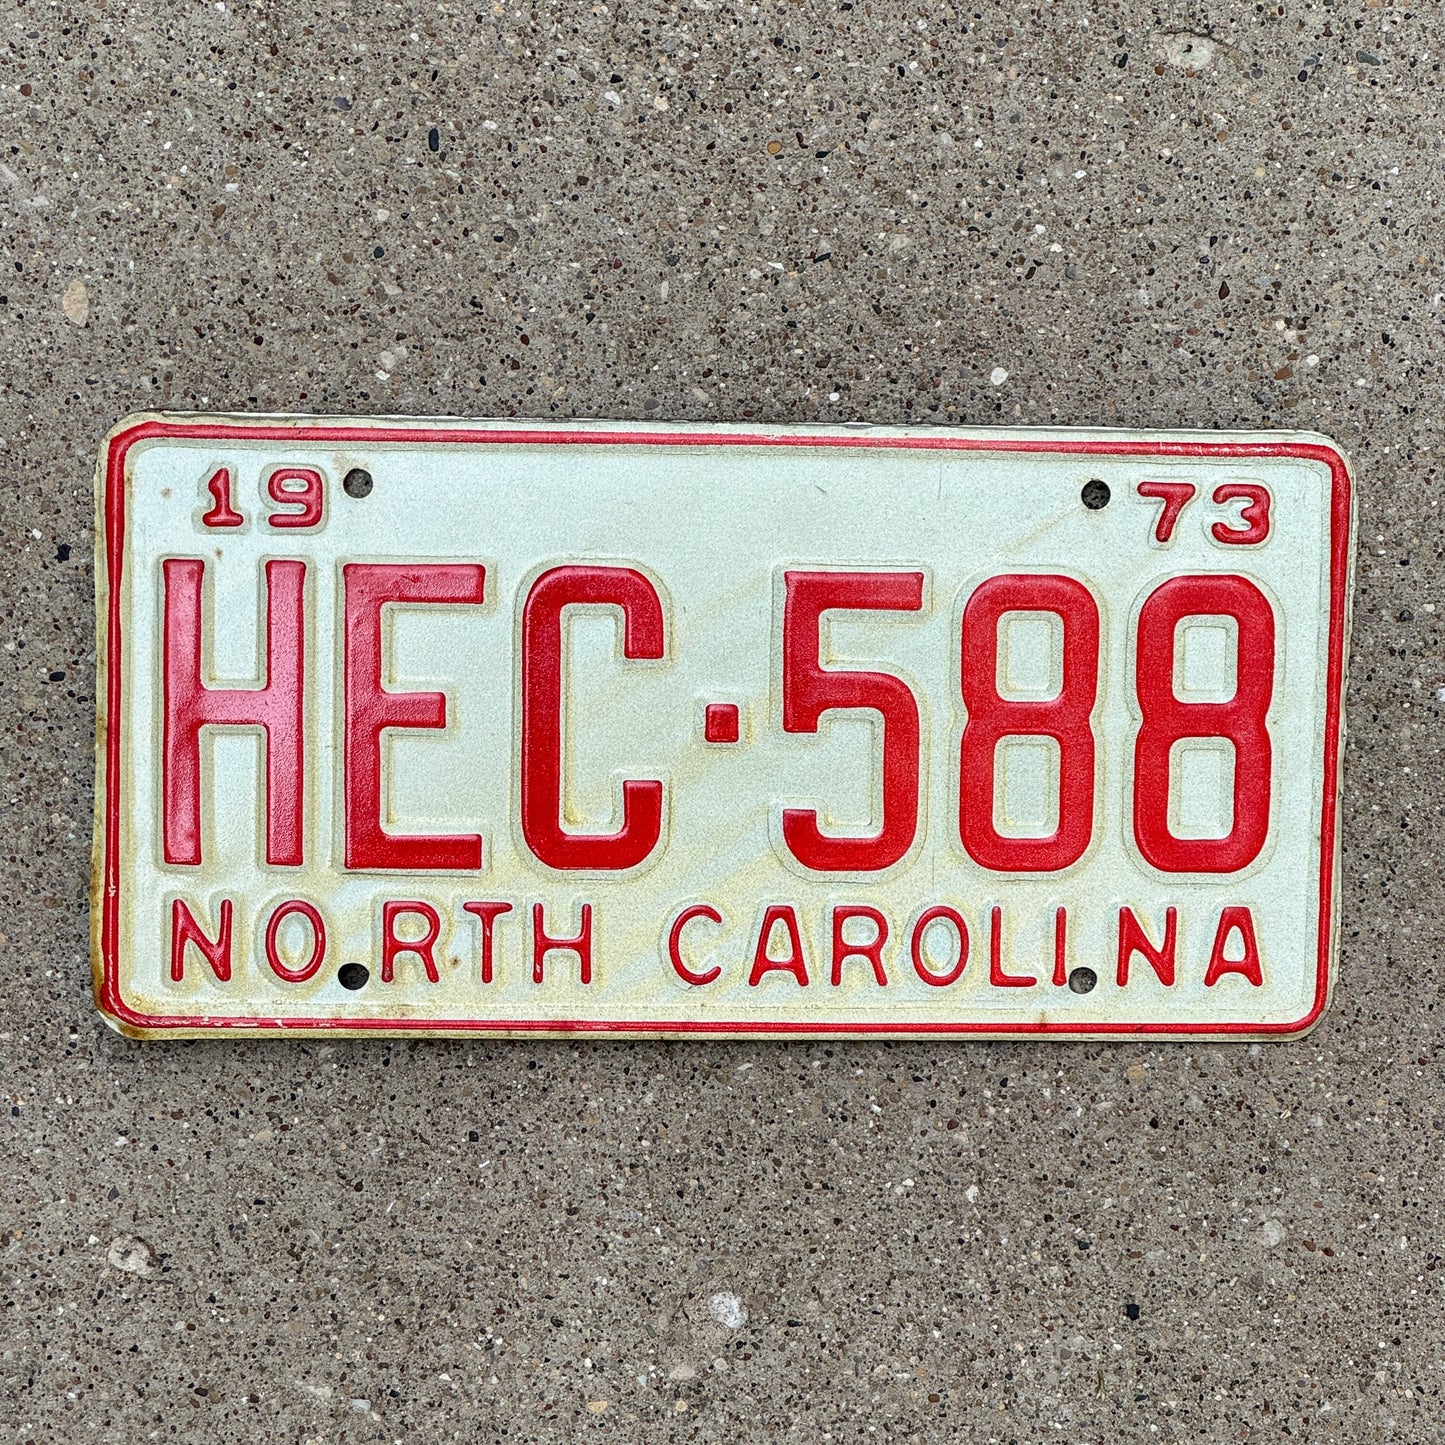 19 73
HEC·588
NORTH CAROLINA